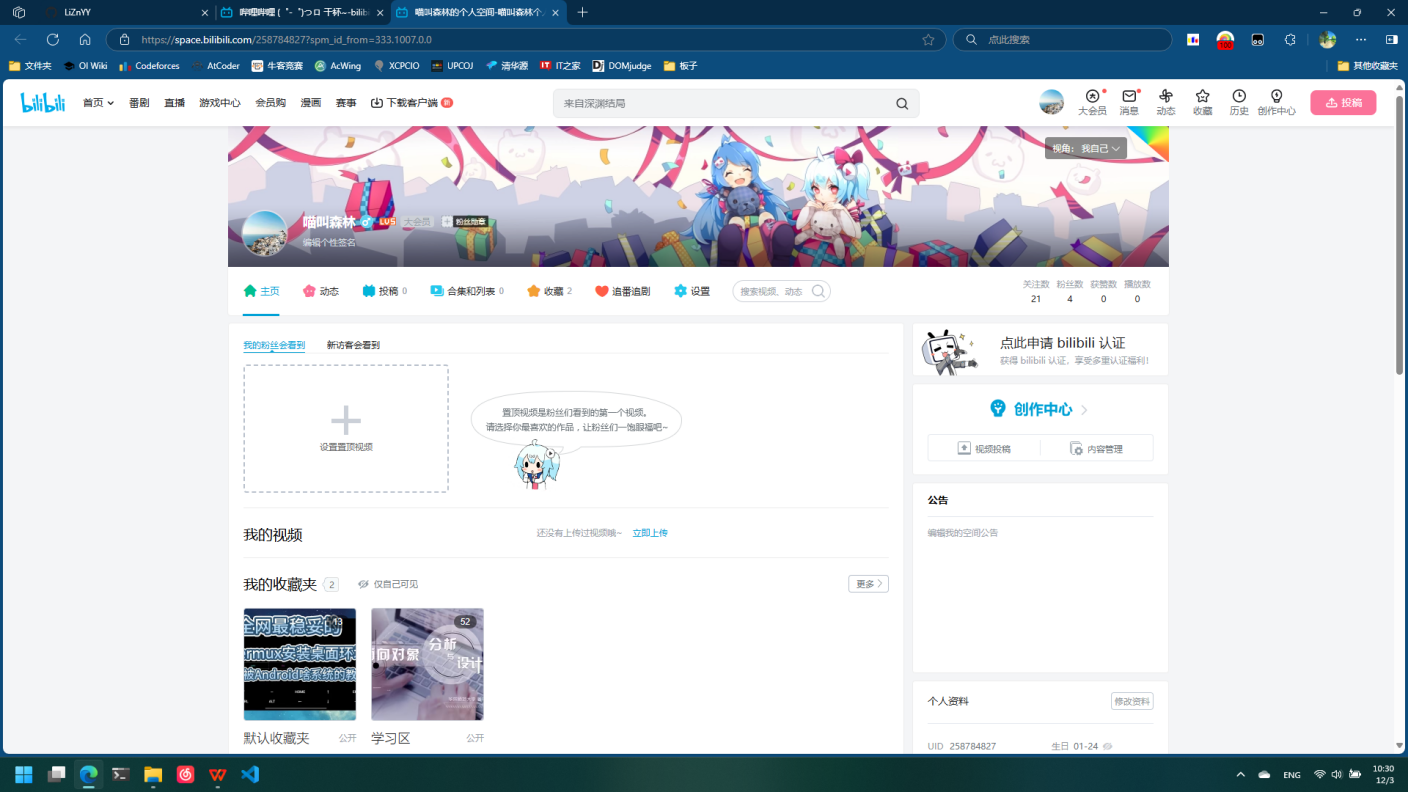 LiZnYY
哔哩哔哩 (゜-゜)つロ 干杯~-bilib
喵叫森林的个人空间-喵叫森林个人
https://space.bilibili.com/258784827?spm_id_from=333.1007.0.0
点此搜索
100
文件夹 OI Wiki Codeforces AtCoder 牛客竞赛 AcWing XCPCIO UPCOJ 清华源 IT之家 DOMjudge 板子 其他收藏夹
bilibili 首页 番剧 直播 游戏中心 会员购 漫画 赛事 下载客户端 新
来自深渊结局
大会员 消息 动态 收藏 历史 创作中心 投稿
视角： 我自己
喵叫森林 LV5 大会员 粉丝勋章
编辑个性签名
主页 动态 投稿 0 合集和列表 0 收藏 2 追番追剧 设置 搜索视频、动态
关注数 粉丝数 获赞数 播放数
21 4 0 0
我的粉丝会看到 新访客会看到
设置置顶视频
置顶视频是粉丝们看到的第一个视频。
请选择你最喜欢的作品，让粉丝们一饱眼福吧~
我的视频
还没有上传过视频哦~ 立即上传
我的收藏夹 2 仅自己可见 更多
全网最稳妥的
ermux安装桌面环境
被Android啥系统的教
52
分析
面向对象
与
设计
默认收藏夹 公开 学习区 公开
点此申请 bilibili 认证
获得 bilibili 认证，享受多重认证福利！
创作中心
视频投稿 内容管理
公告
编辑我的空间公告
个人资料 修改资料
UID 258784827 生日 01-24
ENG
10:30
12/3